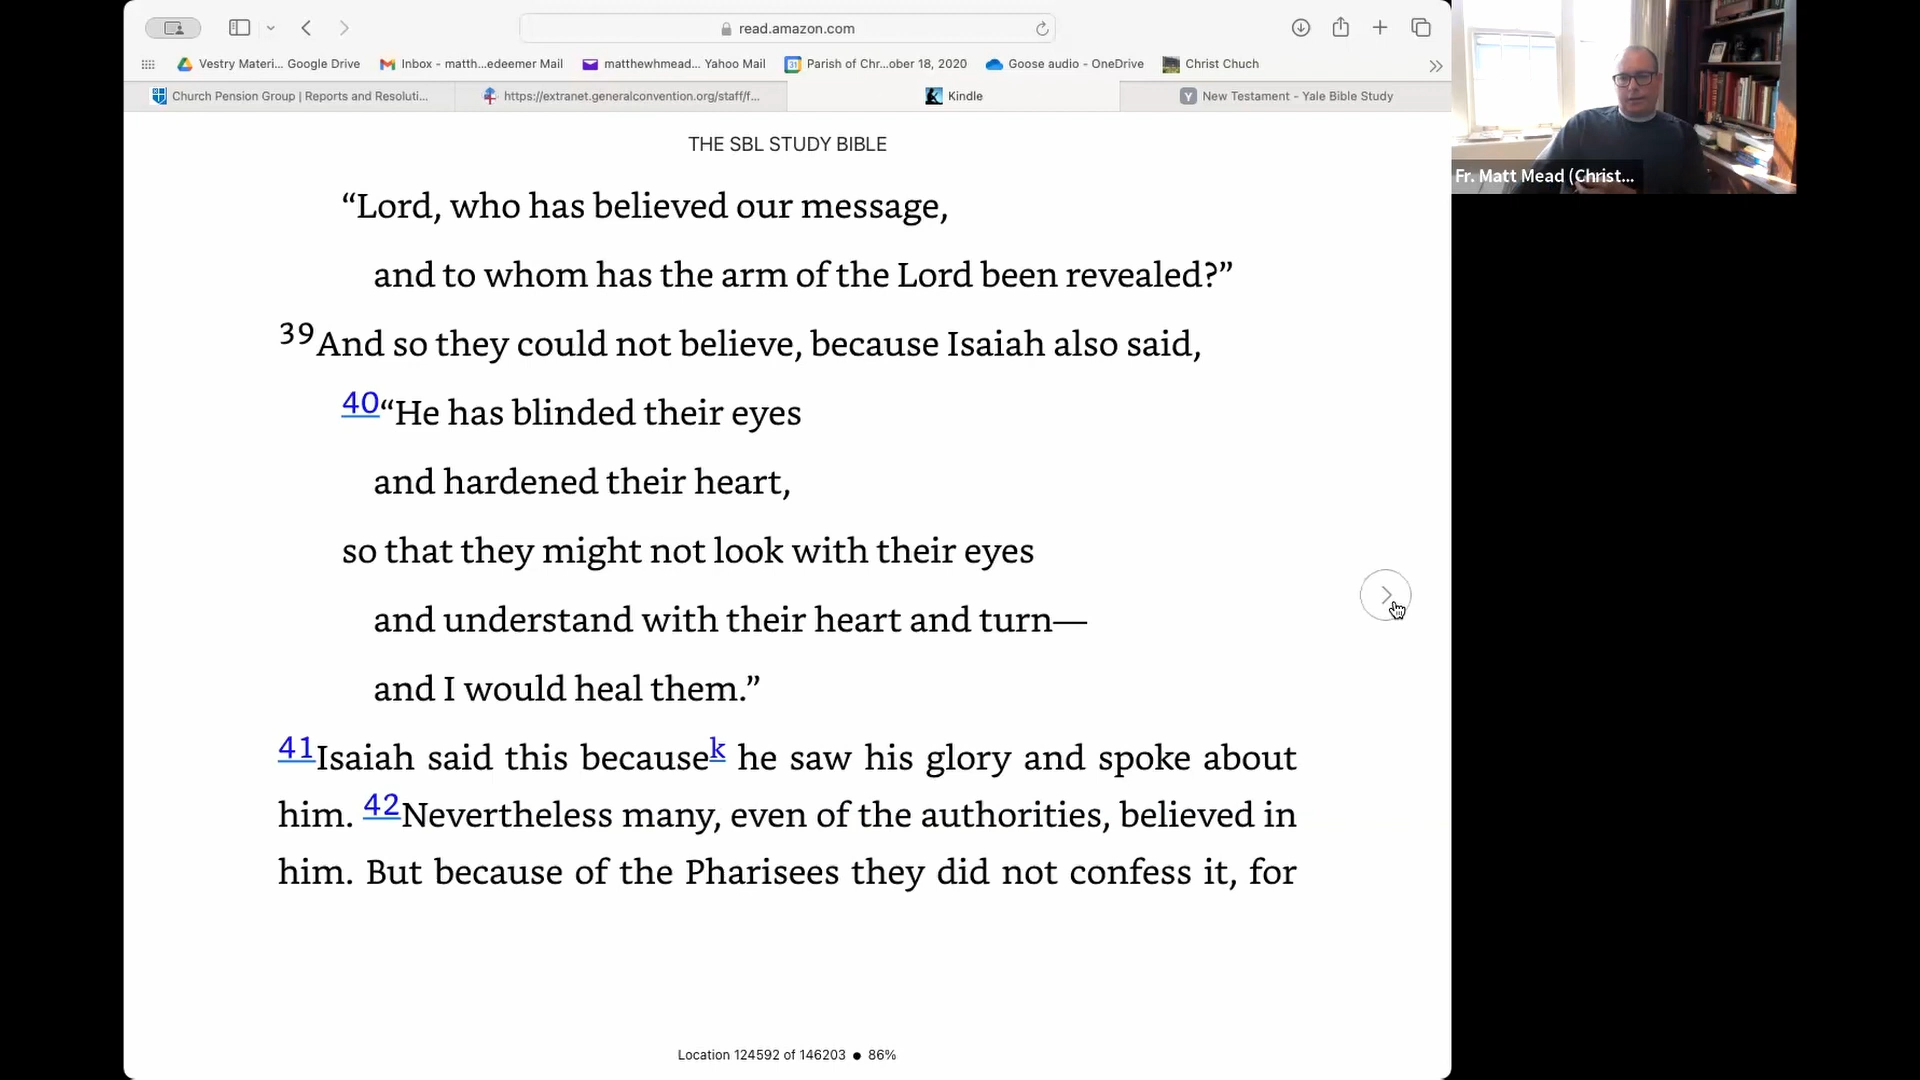 read.amazon.com
Vestry Materi... Google Drive
Inbox - matth...edeemer Mail
matthewhmead... Yahoo Mail
31 Parish of Chr...ober 18, 2020
Goose audio - OneDrive
Christ Chuch
Church Pension Group | Reports and Resoluti...
https://extranet.generalconvention.org/staff/f...
Kindle
Y New Testament - Yale Bible Study
Fr. Matt Mead (Christ...
THE SBL STUDY BIBLE
“Lord, who has believed our message,
and to whom has the arm of the Lord been revealed?”
39And so they could not believe, because Isaiah also said,
40“He has blinded their eyes
and hardened their heart,
so that they might not look with their eyes
and understand with their heart and turn—
and I would heal them.”
41Isaiah said this becausek he saw his glory and spoke about
him. 42Nevertheless many, even of the authorities, believed in
him. But because of the Pharisees they did not confess it, for
Location 124592 of 146203 ● 86%